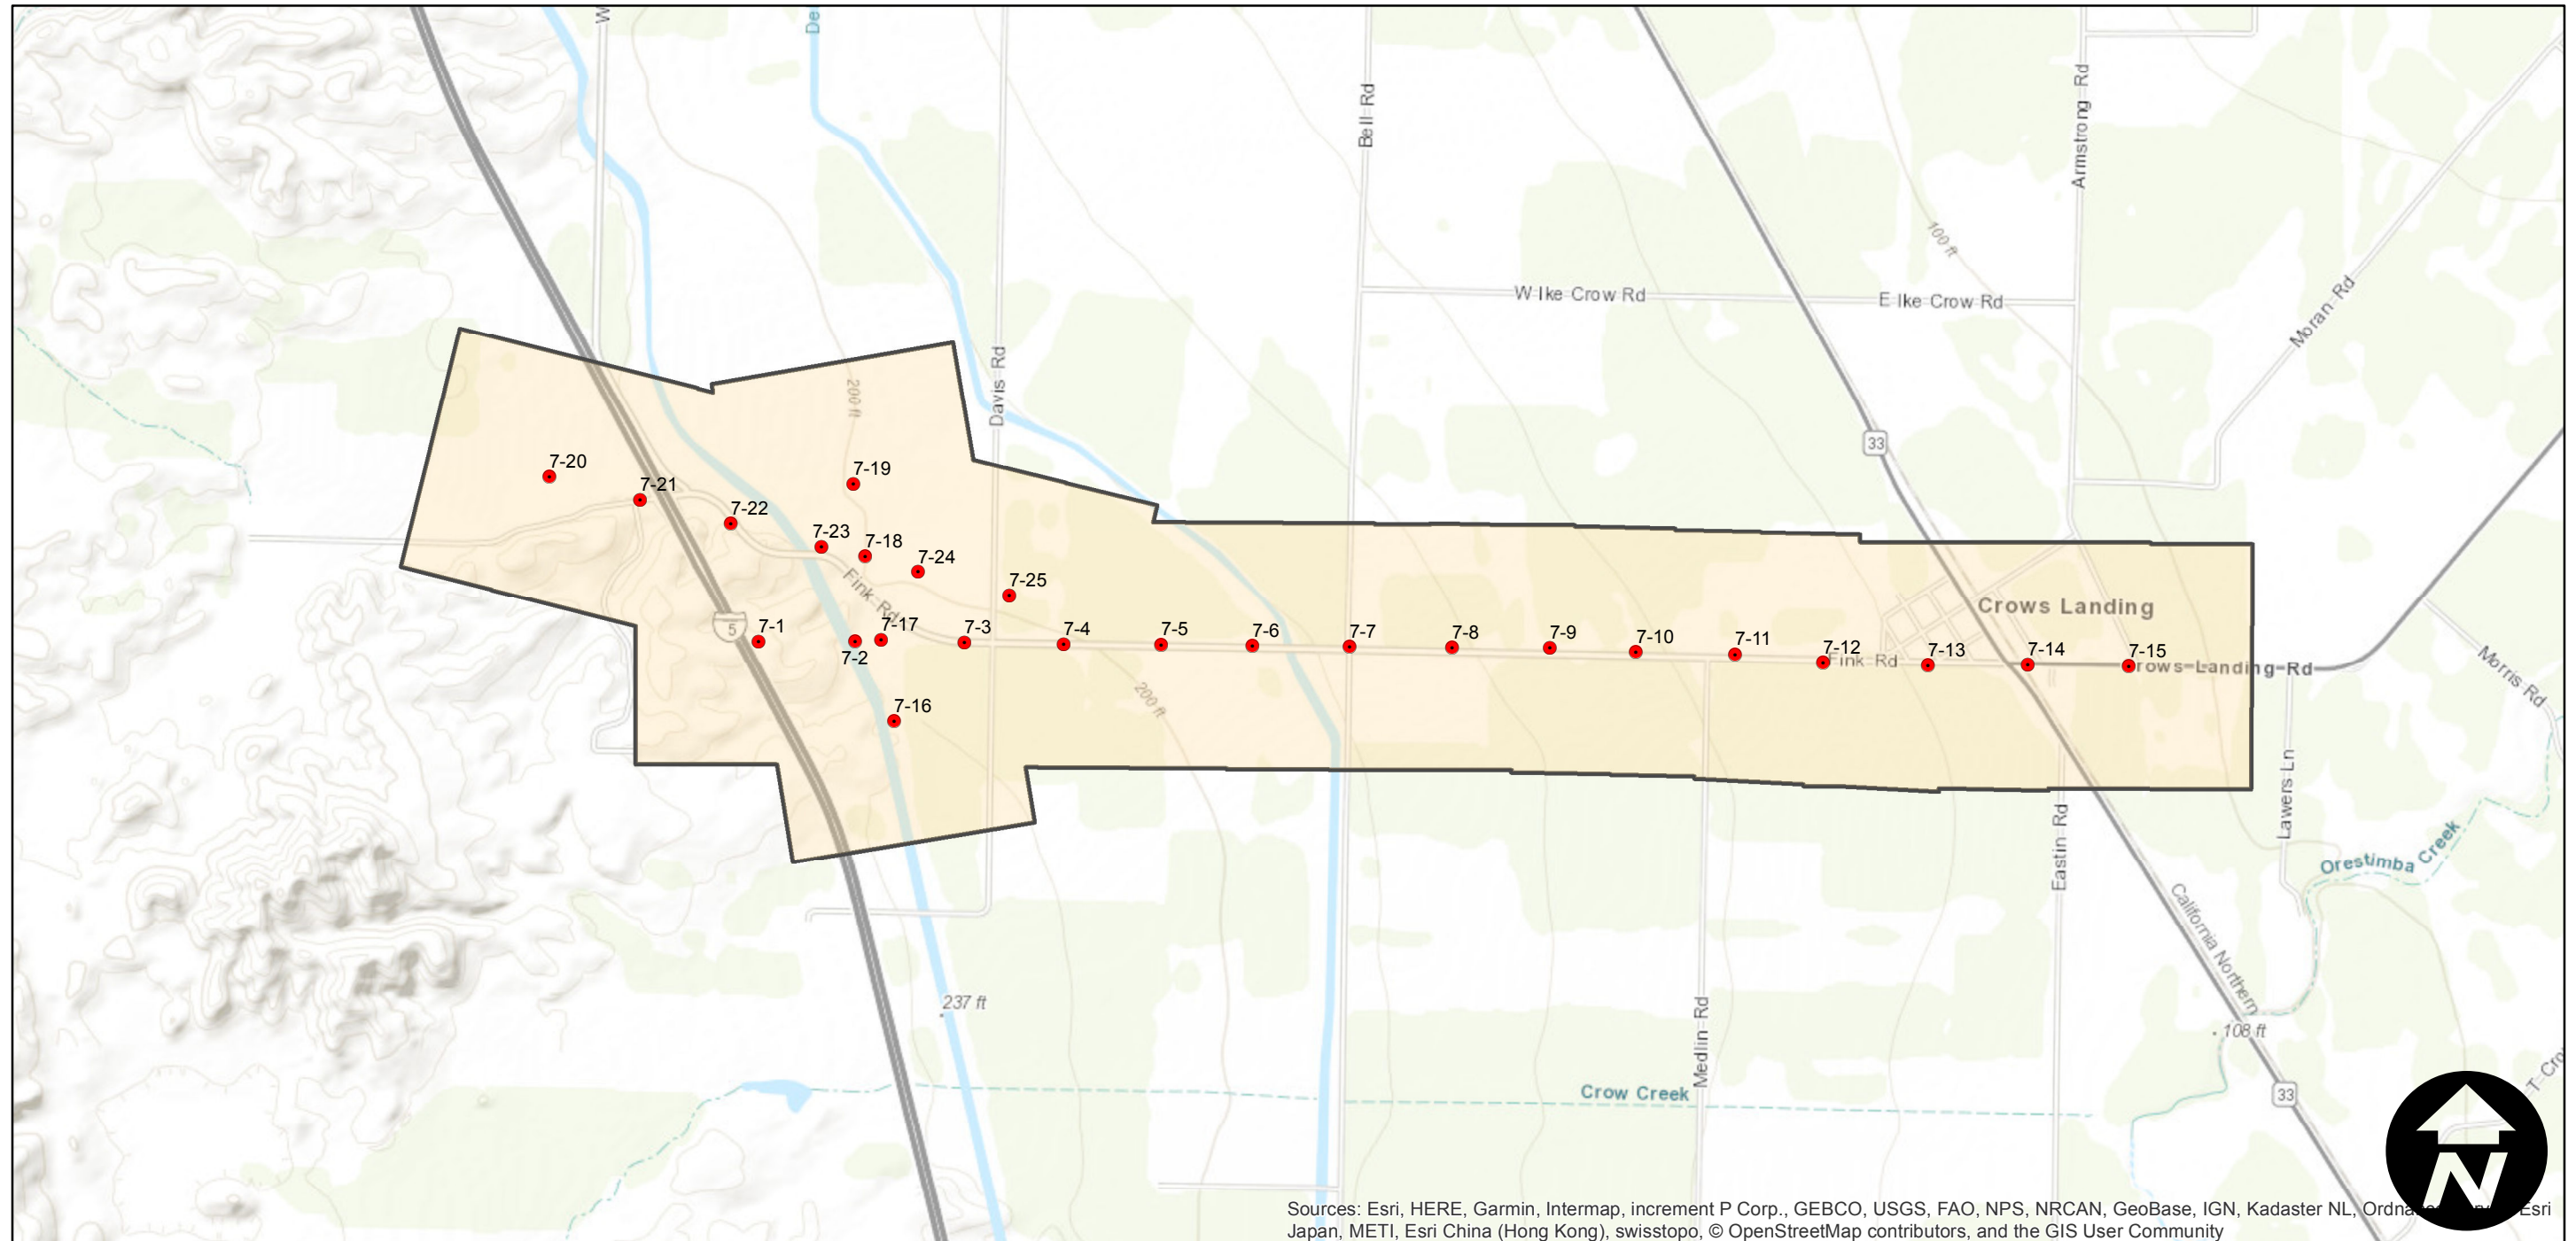 W
De
Bell Rd
Armstrong Rd
100 ft
W Ike Crow Rd
E Ike Crow Rd
Moran Rd
Davis Rd
200 ft
33
7-20
7-21
7-19
7-22
7-23
7-18
7-24
7-25
Fink Rd
Crows Landing
5
7-1
7-2
7-17
7-3
7-4
7-5
7-6
7-7
7-8
7-9
7-10
7-11
7-12
Fink Rd
7-13
7-14
7-15
rows Landing Rd
Morris Rd
7-16
200 ft
Lawers Ln
Eastin Rd
Orestimba Creek
California Northern
237 ft
108 ft
Medlin Rd
Crow Creek
33
T Cro
N
Sources: Esri, HERE, Garmin, Intermap, increment P Corp., GEBCO, USGS, FAO, NPS, NRCAN, GeoBase, IGN, Kadaster NL, Esri
Japan, METI, Esri China (Hong Kong), swisstopo, © OpenStreetMap contributors, and the GIS User Community